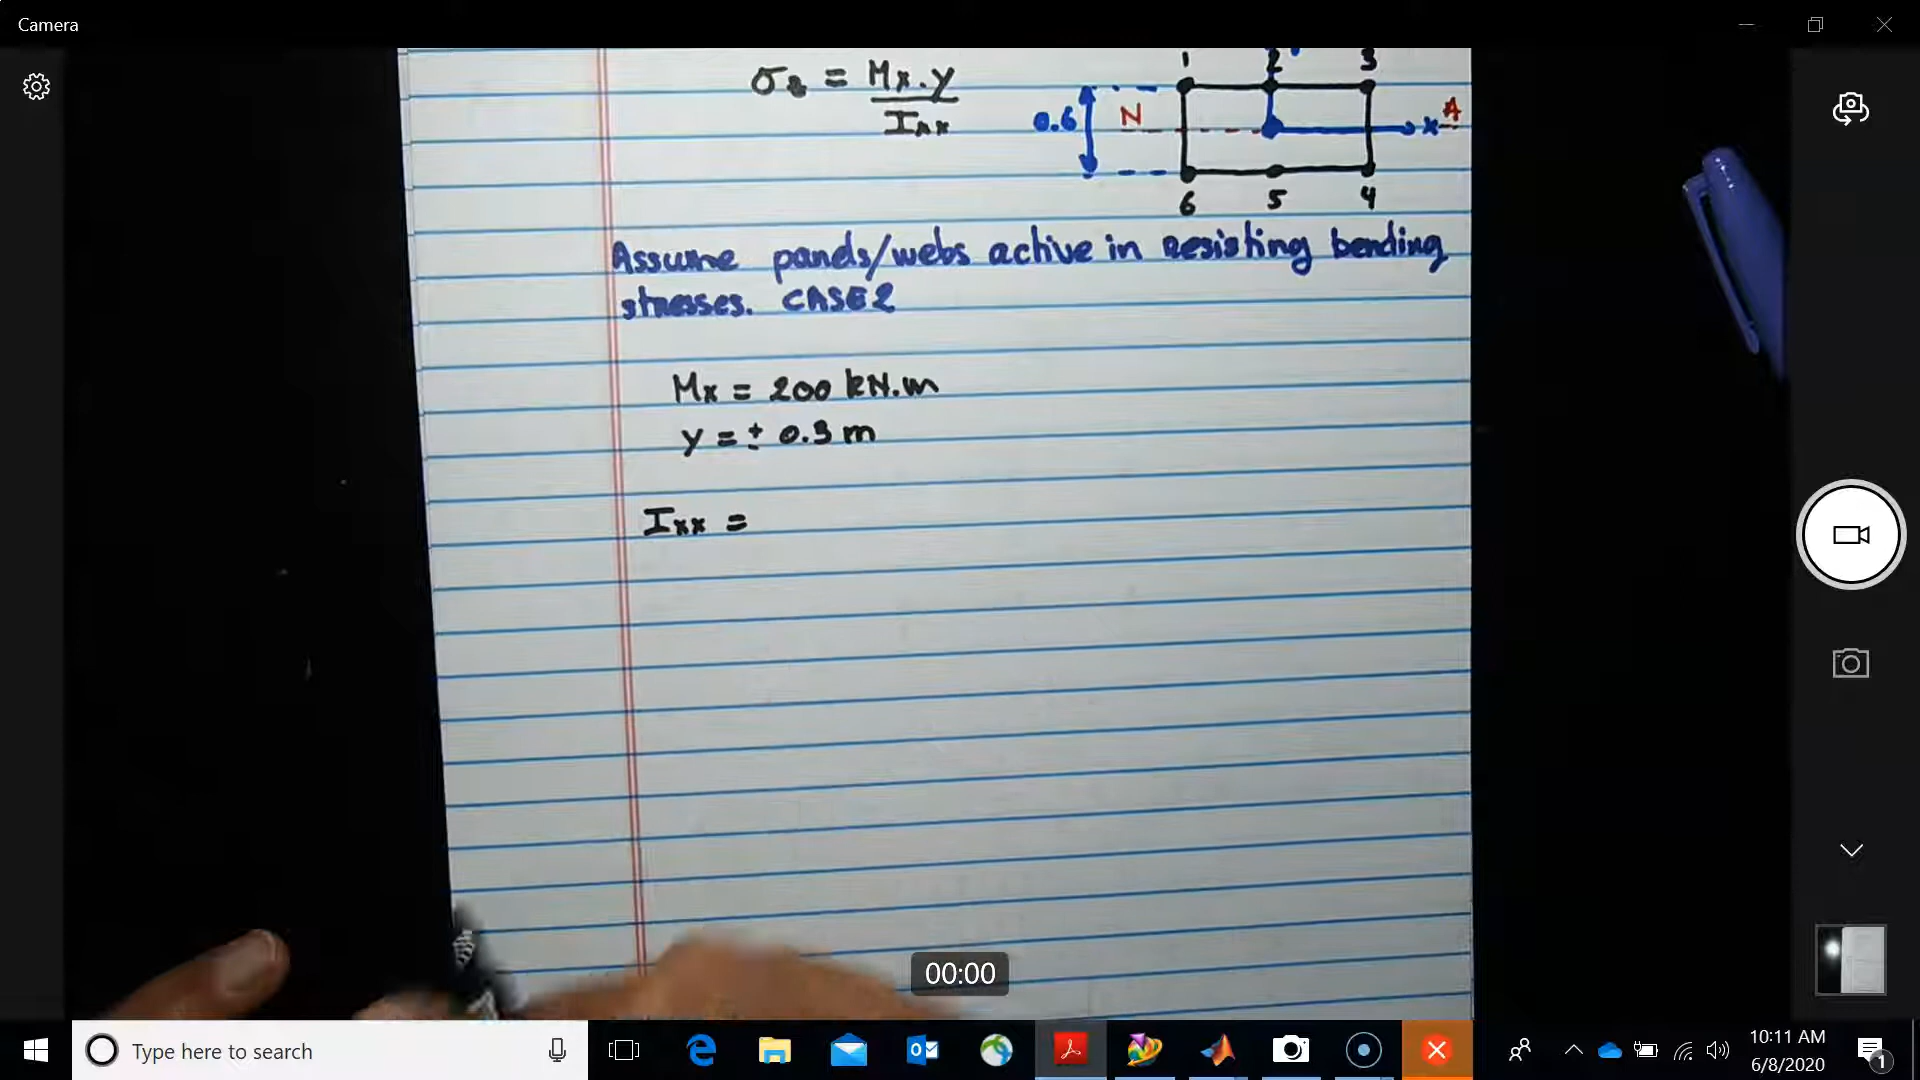 Camera
σz = Mx.y
Ixx
1 2 3
0.6 N x A
6 5 4
Assume panels/webs active in resisting bending
stresses. CASE 2
Mx = 200 kN.m
y = ± 0.3 m
Ixx =
00:00
Type here to search
10:11 AM
6/8/2020
1